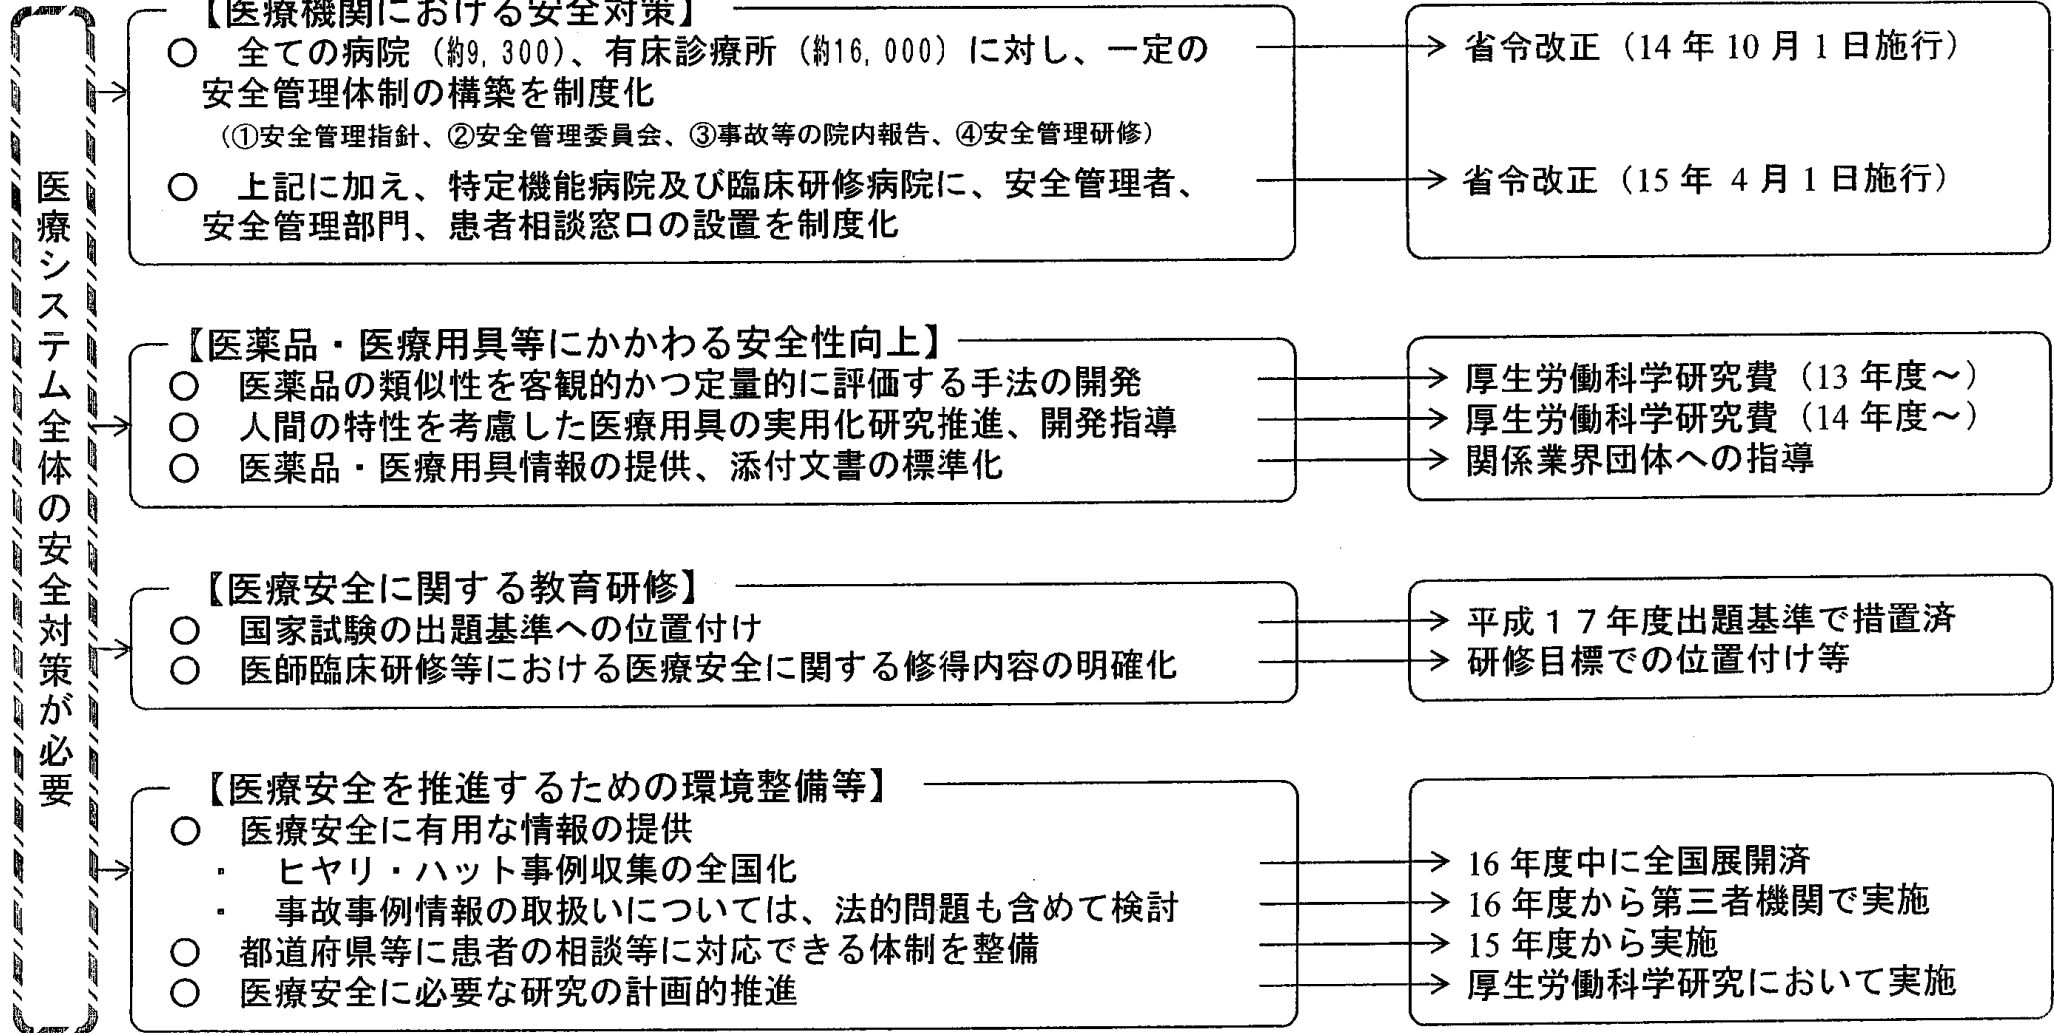 医療システム全体の安全対策が必要
【医療機関における安全対策】
○ 全ての病院（約9,300）、有床診療所（約16,000）に対し、一定の → 省令改正（14年10月1日施行）
安全管理体制の構築を制度化
（①安全管理指針、②安全管理委員会、③事故等の院内報告、④安全管理研修）
○ 上記に加え、特定機能病院及び臨床研修病院に、安全管理者、 → 省令改正（15年 4月1日施行）
安全管理部門、患者相談窓口の設置を制度化
【医薬品・医療用具等にかかわる安全性向上】
○ 医薬品の類似性を客観的かつ定量的に評価する手法の開発 → 厚生労働科学研究費（13年度～）
○ 人間の特性を考慮した医療用具の実用化研究推進、開発指導 → 厚生労働科学研究費（14年度～）
○ 医薬品・医療用具情報の提供、添付文書の標準化 → 関係業界団体への指導
【医療安全に関する教育研修】
○ 国家試験の出題基準への位置付け → 平成１７年度出題基準で措置済
○ 医師臨床研修等における医療安全に関する修得内容の明確化 → 研修目標での位置付け等
【医療安全を推進するための環境整備等】
○ 医療安全に有用な情報の提供
・ ヒヤリ・ハット事例収集の全国化 → 16年度中に全国展開済
・ 事故事例情報の取扱いについては、法的問題も含めて検討 → 16年度から第三者機関で実施
○ 都道府県等に患者の相談等に対応できる体制を整備 → 15年度から実施
○ 医療安全に必要な研究の計画的推進 → 厚生労働科学研究において実施